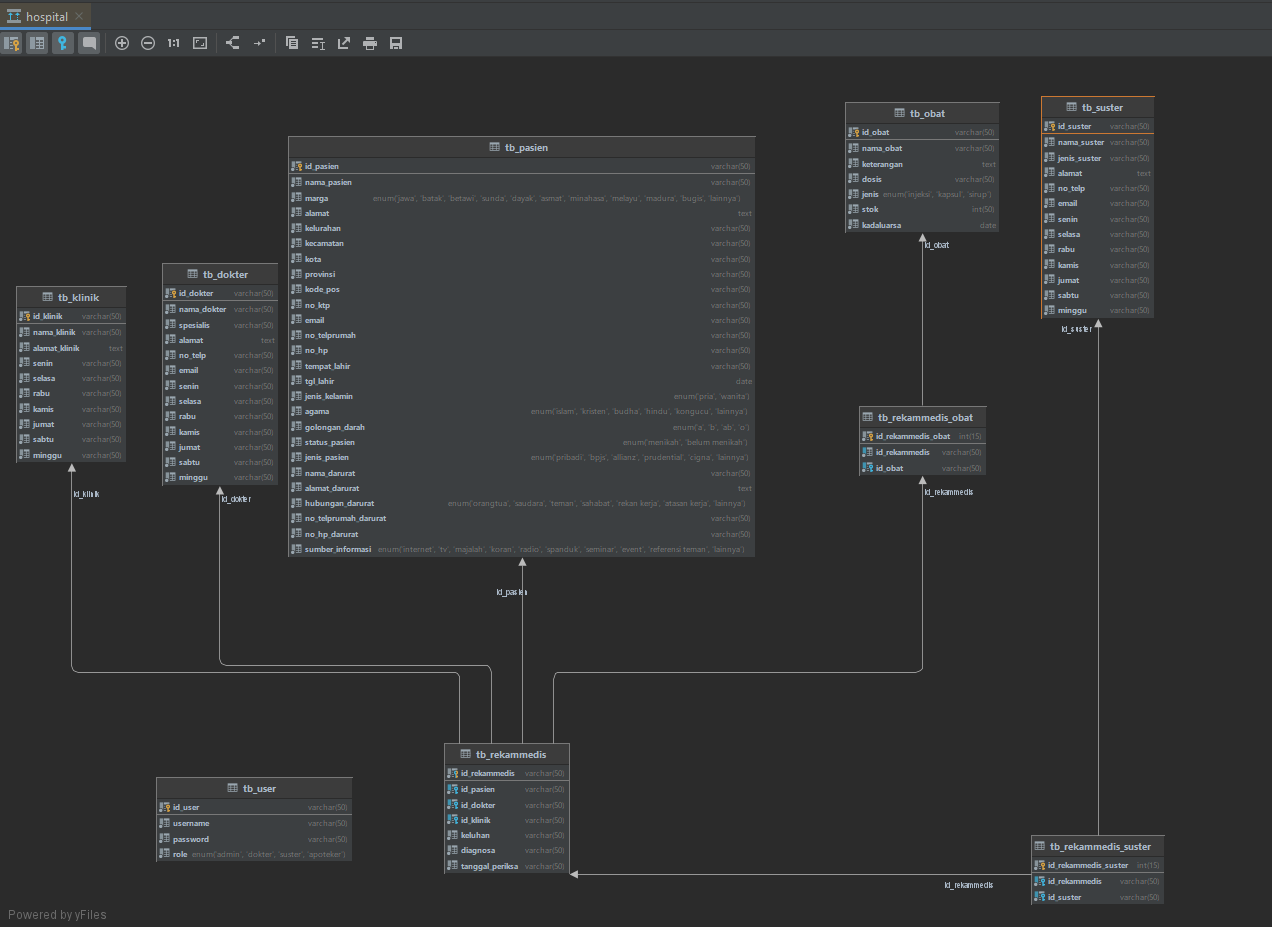 hospital
1:1
tb_klinik
id_klinik varchar(50)
nama_klinik varchar(50)
alamat_klinik text
senin varchar(50)
selasa varchar(50)
rabu varchar(50)
kamis varchar(50)
jumat varchar(50)
sabtu varchar(50)
minggu varchar(50)
id_klinik
tb_dokter
id_dokter varchar(50)
nama_dokter varchar(50)
spesialis varchar(50)
alamat text
no_telp varchar(50)
email varchar(50)
senin varchar(50)
selasa varchar(50)
rabu varchar(50)
kamis varchar(50)
jumat varchar(50)
sabtu varchar(50)
minggu varchar(50)
id_dokter
tb_pasien
id_pasien varchar(50)
nama_pasien varchar(50)
marga enum('jawa', 'batak', 'betawi', 'sunda', 'dayak', 'asmat', 'minahasa', 'melayu', 'madura', 'bugis', 'lainnya')
alamat text
kelurahan varchar(50)
kecamatan varchar(50)
kota varchar(50)
provinsi varchar(50)
kode_pos varchar(50)
no_ktp varchar(50)
email varchar(50)
no_telprumah varchar(50)
no_hp varchar(50)
tempat_lahir varchar(50)
tgl_lahir date
jenis_kelamin enum('pria', 'wanita')
agama enum('islam', 'kristen', 'budha', 'hindu', 'kongucu', 'lainnya')
golongan_darah enum('a', 'b', 'ab', 'o')
status_pasien enum('menikah', 'belum menikah')
jenis_pasien enum('pribadi', 'bpjs', 'allianz', 'prudential', 'cigna', 'lainnya')
nama_darurat varchar(50)
alamat_darurat text
hubungan_darurat enum('orangtua', 'saudara', 'teman', 'sahabat', 'rekan kerja', 'atasan kerja', 'lainnya')
no_telprumah_darurat varchar(50)
no_hp_darurat varchar(50)
sumber_informasi enum('internet', 'tv', 'majalah', 'koran', 'radio', 'spanduk', 'seminar', 'event', 'referensi teman', 'lainnya')
id_pasien
tb_obat
id_obat varchar(50)
nama_obat varchar(50)
keterangan text
dosis varchar(50)
jenis enum('injeksi', 'kapsul', 'sirup')
stok int(50)
kadaluarsa date
id_obat
tb_suster
id_suster varchar(50)
nama_suster varchar(50)
jenis_suster varchar(50)
alamat text
no_telp varchar(50)
email varchar(50)
senin varchar(50)
selasa varchar(50)
rabu varchar(50)
kamis varchar(50)
jumat varchar(50)
sabtu varchar(50)
minggu varchar(50)
id_suster
tb_rekammedis_obat
id_rekammedis_obat int(15)
id_rekammedis varchar(50)
id_obat varchar(50)
id_rekammedis
tb_rekammedis
id_rekammedis varchar(50)
id_pasien varchar(50)
id_dokter varchar(50)
id_klinik varchar(50)
keluhan varchar(50)
diagnosa varchar(50)
tanggal_periksa varchar(50)
tb_user
id_user varchar(50)
username varchar(50)
password varchar(50)
role enum('admin', 'dokter', 'suster', 'apoteker')
tb_rekammedis_suster
id_rekammedis_suster int(15)
id_rekammedis varchar(50)
id_suster varchar(50)
id_rekammedis
Powered by yFiles